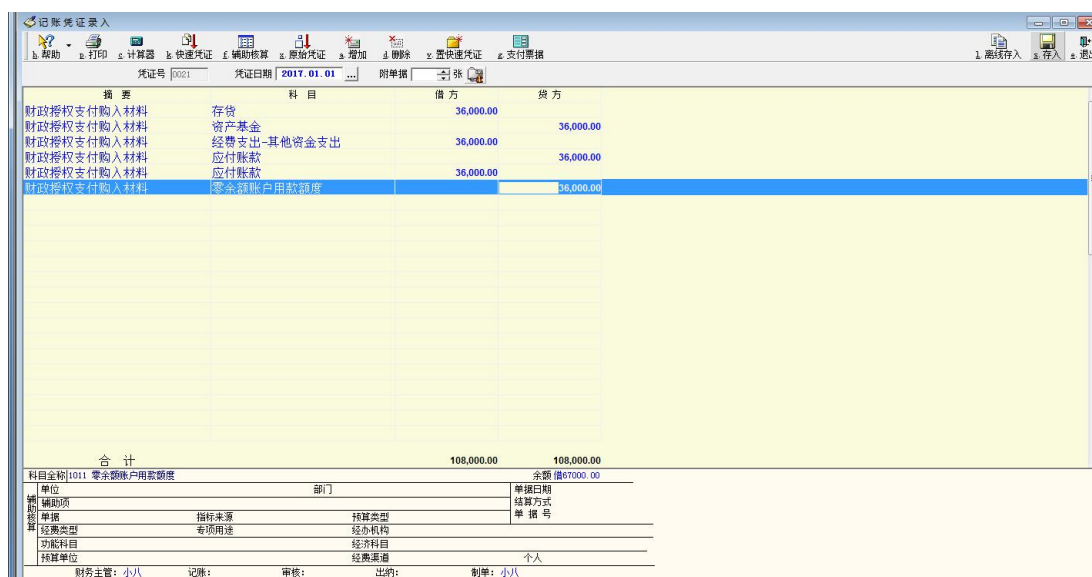 记账凭证录入
h.帮助 p.打印 c.计算器 k.快速凭证 f.辅助核算 x.原始凭证 a.增加 d.删除 v.置快速凭证 g.支付票据 l.离线存入 s.存入 e.退出
凭证号 0021 凭证日期 2017.01.01 ... 附单据 张
摘 要 科 目 借 方 贷 方
财政授权支付购入材料 存货 36,000.00
财政授权支付购入材料 资产基金 36,000.00
财政授权支付购入材料 经费支出-其他资金支出 36,000.00
财政授权支付购入材料 应付账款 36,000.00
财政授权支付购入材料 应付账款 36,000.00
财政授权支付购入材料 零余额账户用款额度 36,000.00
合 计 108,000.00 108,000.00
科目全称 1011 零余额账户用款额度 余额 借67000.00
辅助核算
单位 部门 单据日期
辅助项 结算方式
单据 指标来源 预算类型 单 据 号
经费类型 专项用途 经办机构
功能科目 经济科目
预算单位 经费渠道 个人
财务主管: 小八 记账: 审核: 出纳: 制单: 小八